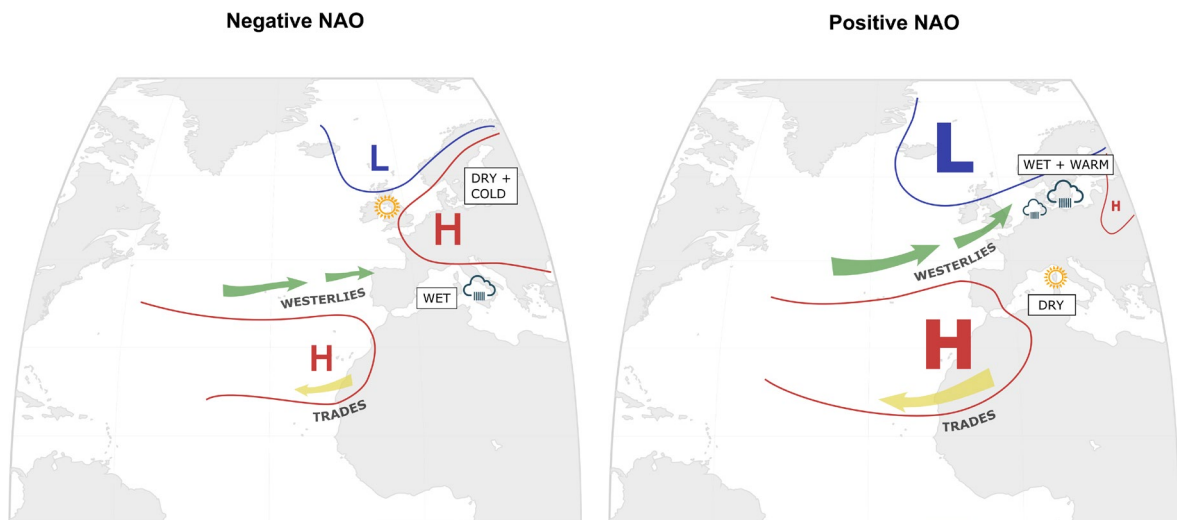 Negative NAO
L
DRY +
COLD
H
WESTERLIES
WET
H
TRADES
Positive NAO
L
WET + WARM
H
WESTERLIES
DRY
H
TRADES